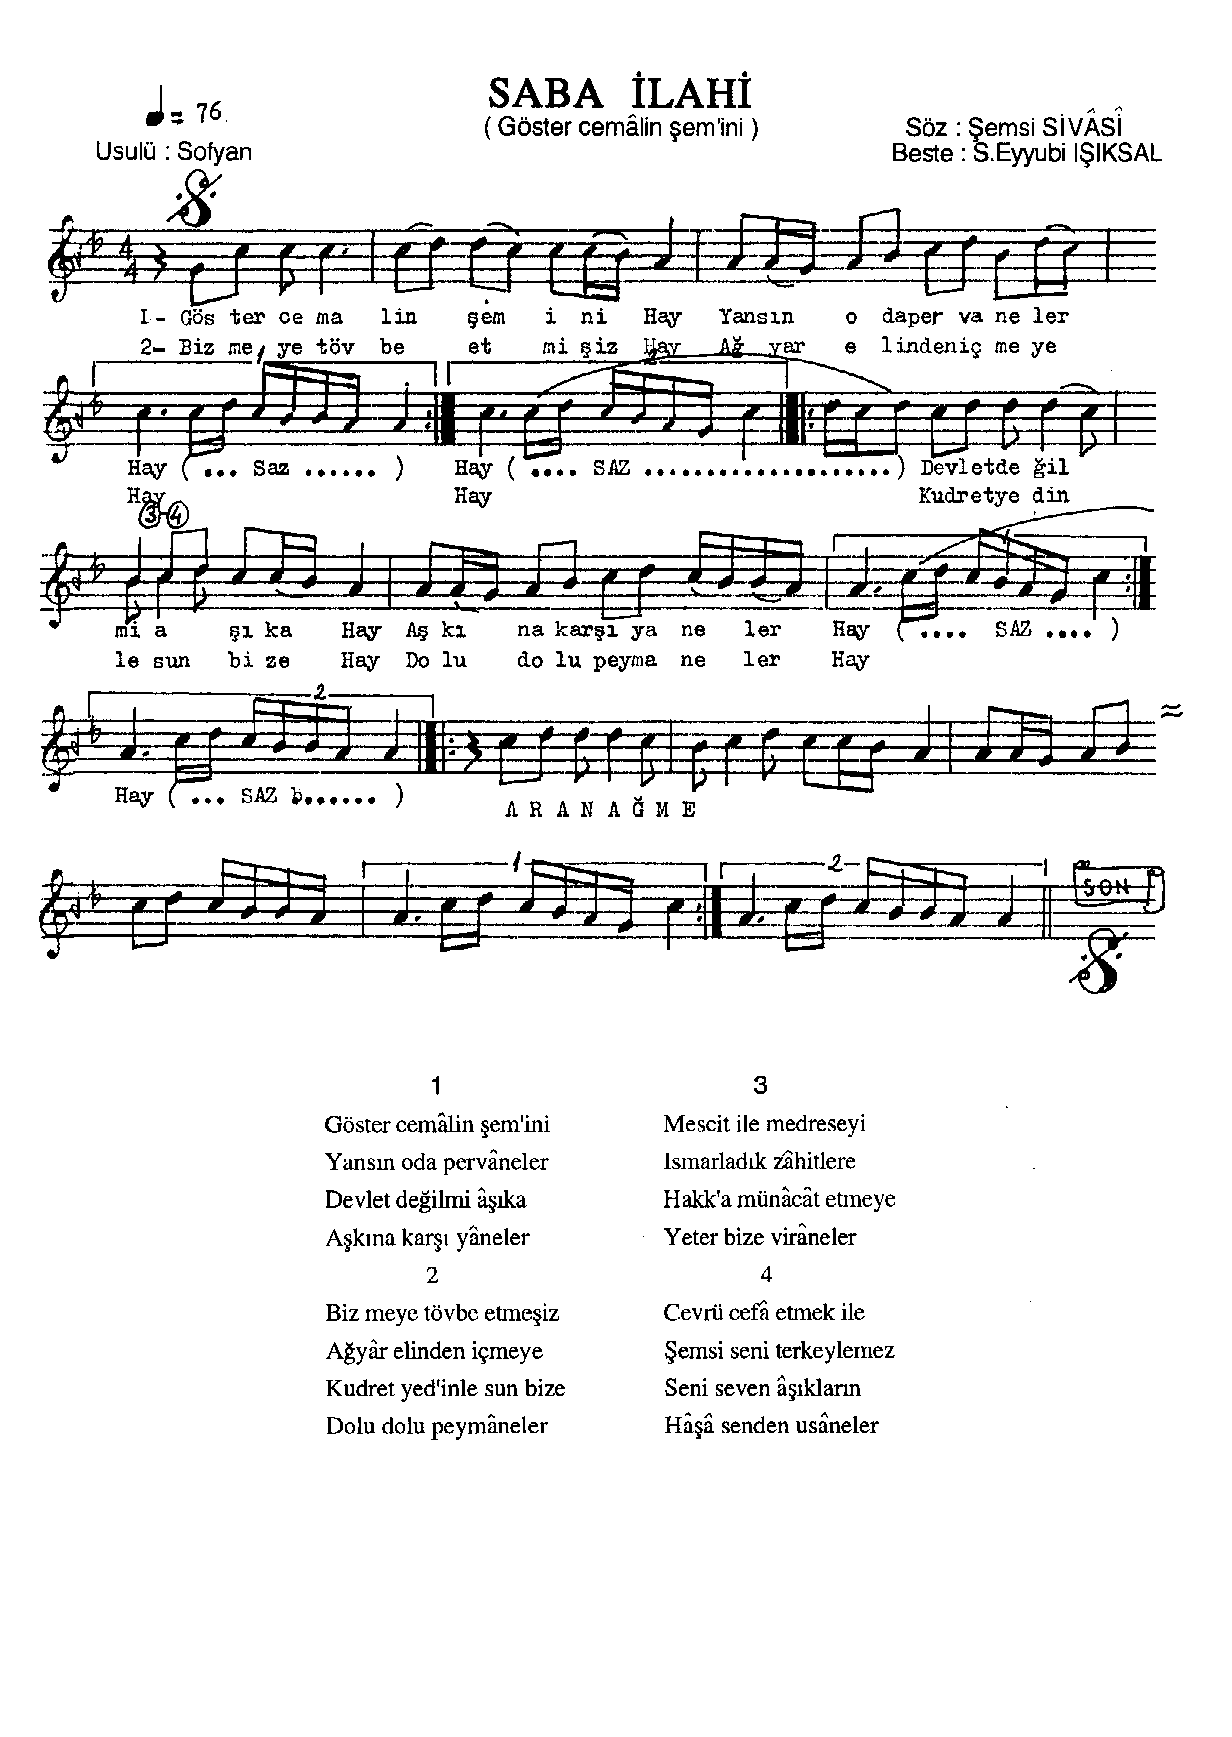 SABA İLAHİ
= 76.
( Göster cemâlin şem'ini )
Söz : Şemsi SİVÂSÎ
Usulü : Sofyan
Beste : S.Eyyubi IŞIKSAL
4
4
1- Gös ter ce ma lin şem i ni Hay Yansın o daper va ne ler
2- Biz me ye töv be et mi şiz Hay Ağ yar e lindeniç me ye
1 2
Hay ( ... Saz ...... ) Hay ( .... SAZ .....................) Devletde ğil
Hay Hay Kudretye din
3-4
1
mi a şı ka Hay Aş kı na karşı ya ne ler Hay ( .... SAZ .... )
le sun bi ze Hay Do lu do lu peyma ne ler Hay
2
Hay ( ... SAZ ...... )
A R A N A Ğ M E
1 2
SON
1
Göster cemâlin şem'ini
Yansın oda pervâneler
Devlet değilmi âşıka
Aşkına karşı yâneler
2
Biz meye tövbe etmeşiz
Ağyâr elinden içmeye
Kudret yed'inle sun bize
Dolu dolu peymâneler
3
Mescit ile medreseyi
Ismarladık zâhitlere
Hakk'a münâcât etmeye
Yeter bize virâneler
4
Cevrü cefâ etmek ile
Şemsi seni terkeylemez
Seni seven âşıkların
Hâşâ senden usâneler